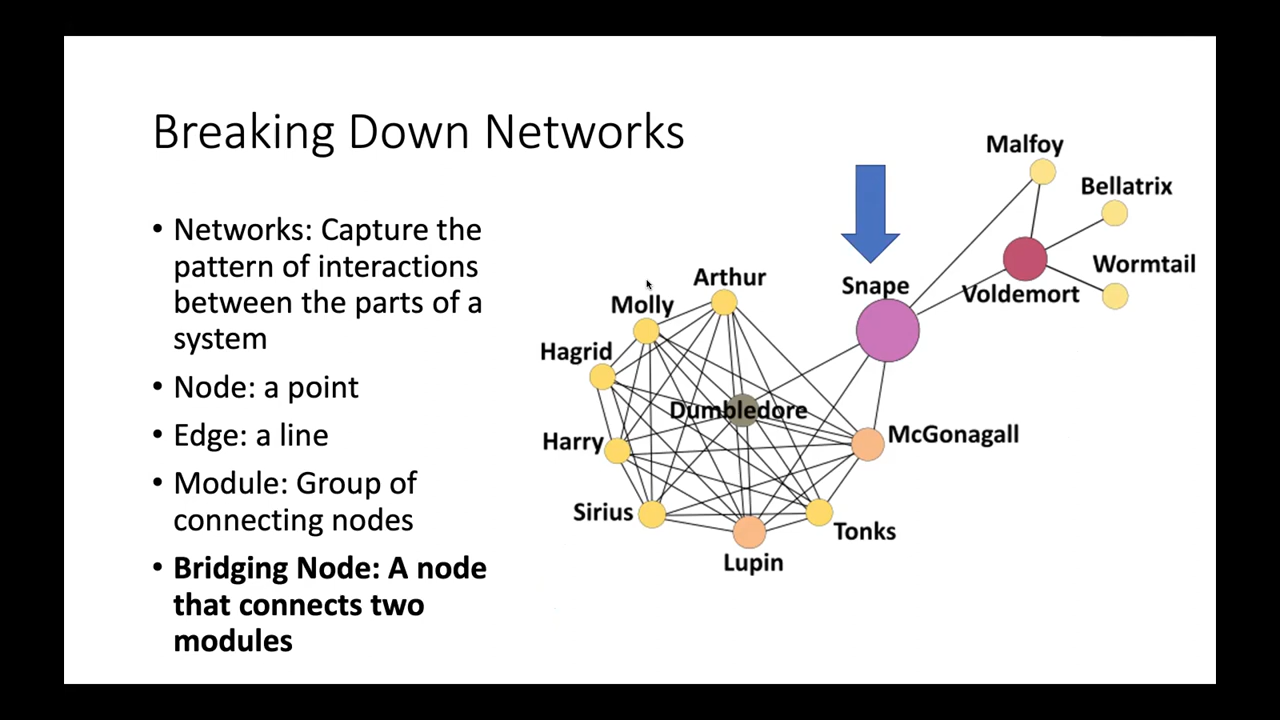 Breaking Down Networks
• Networks: Capture the
pattern of interactions
between the parts of a
system
• Node: a point
• Edge: a line
• Module: Group of
connecting nodes
• Bridging Node: A node
that connects two
modules
Malfoy
Bellatrix
Wormtail
Voldemort
Snape
Arthur
Molly
Hagrid
Dumbledore
Harry
McGonagall
Sirius
Tonks
Lupin